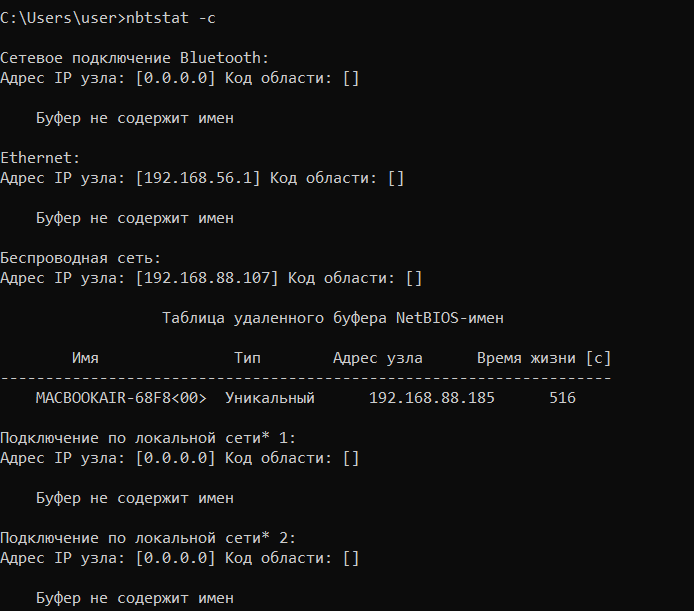 C:\Users\user>nbtstat -c
Сетевое подключение Bluetooth:
Адрес IP узла: [0.0.0.0] Код области: []
Буфер не содержит имен
Ethernet:
Адрес IP узла: [192.168.56.1] Код области: []
Буфер не содержит имен
Беспроводная сеть:
Адрес IP узла: [192.168.88.107] Код области: []
Таблица удаленного буфера NetBIOS-имен
Имя Тип Адрес узла Время жизни [с]
--------------------------------------------------------------------
MACBOOKAIR-68F8<00> Уникальный 192.168.88.185 516
Подключение по локальной сети* 1:
Адрес IP узла: [0.0.0.0] Код области: []
Буфер не содержит имен
Подключение по локальной сети* 2:
Адрес IP узла: [0.0.0.0] Код области: []
Буфер не содержит имен